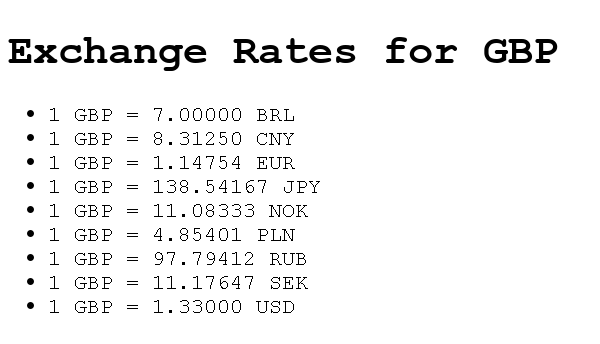 Exchange Rates for GBP
• 1 GBP = 7.00000 BRL
• 1 GBP = 8.31250 CNY
• 1 GBP = 1.14754 EUR
• 1 GBP = 138.54167 JPY
• 1 GBP = 11.08333 NOK
• 1 GBP = 4.85401 PLN
• 1 GBP = 97.79412 RUB
• 1 GBP = 11.17647 SEK
• 1 GBP = 1.33000 USD